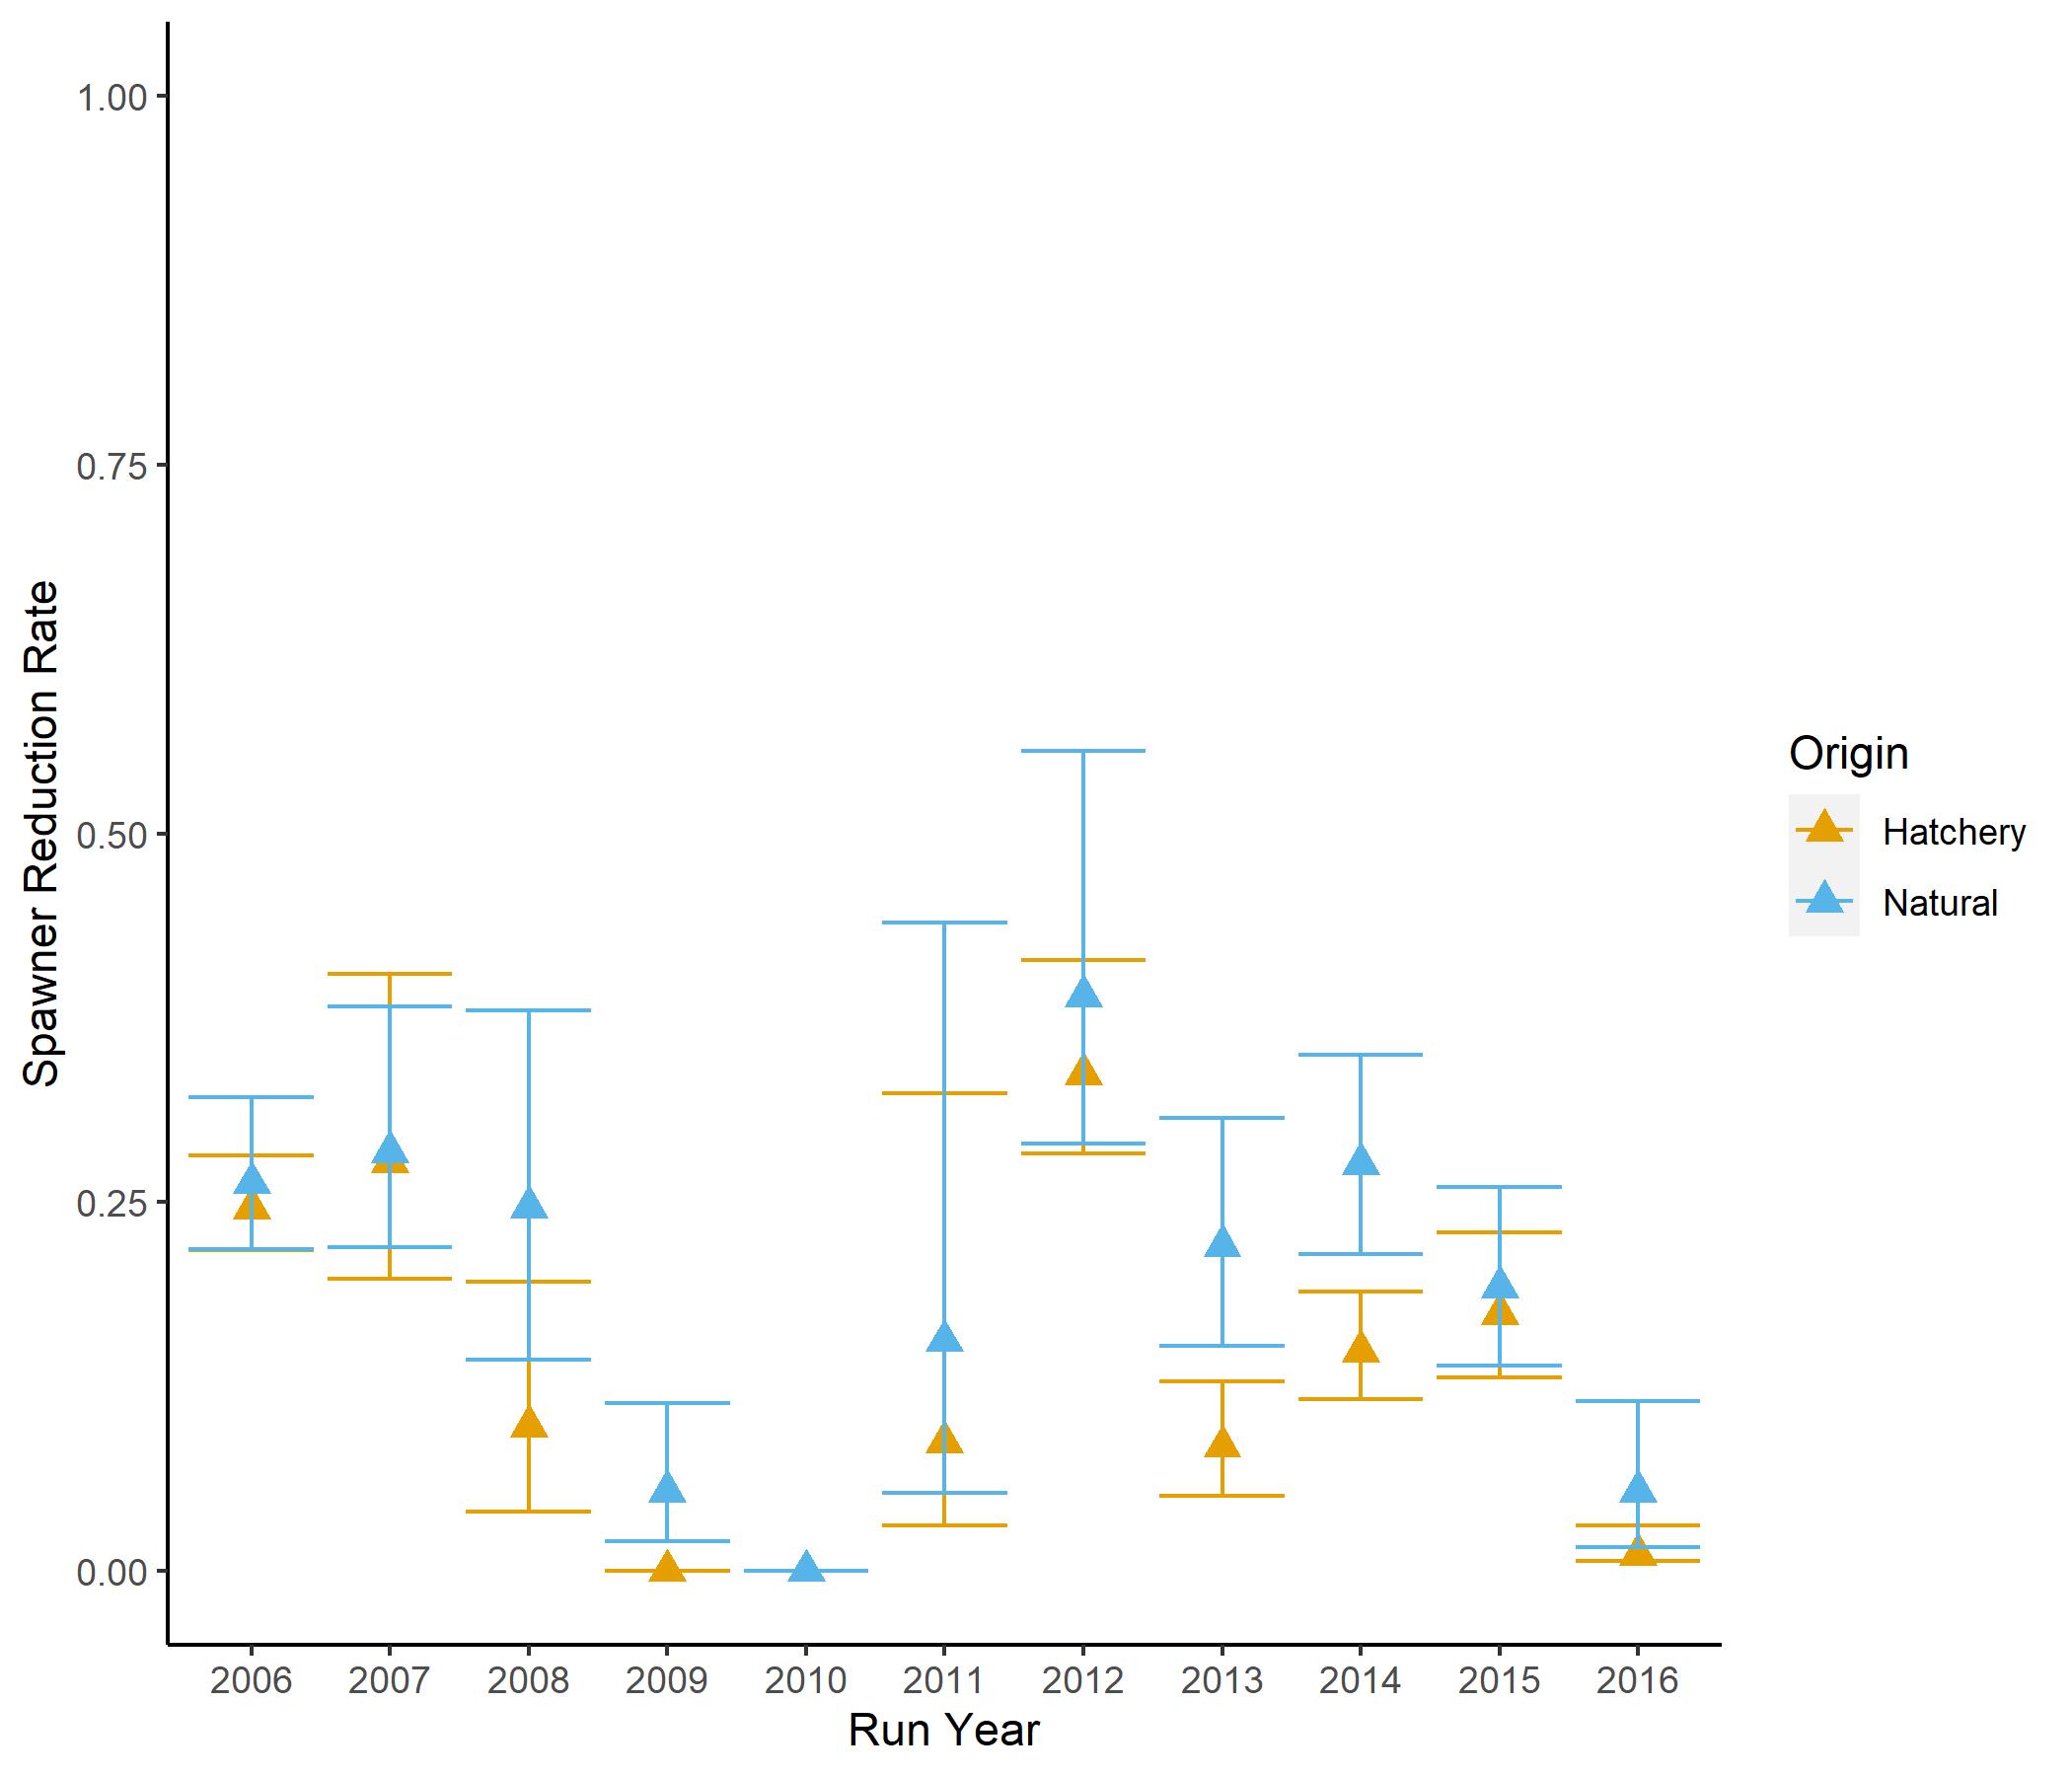 1.00
0.75
0.50
0.25
0.00
Spawner Reduction Rate
2006 2007 2008 2009 2010 2011 2012 2013 2014 2015 2016
Run Year
Origin
Hatchery
Natural